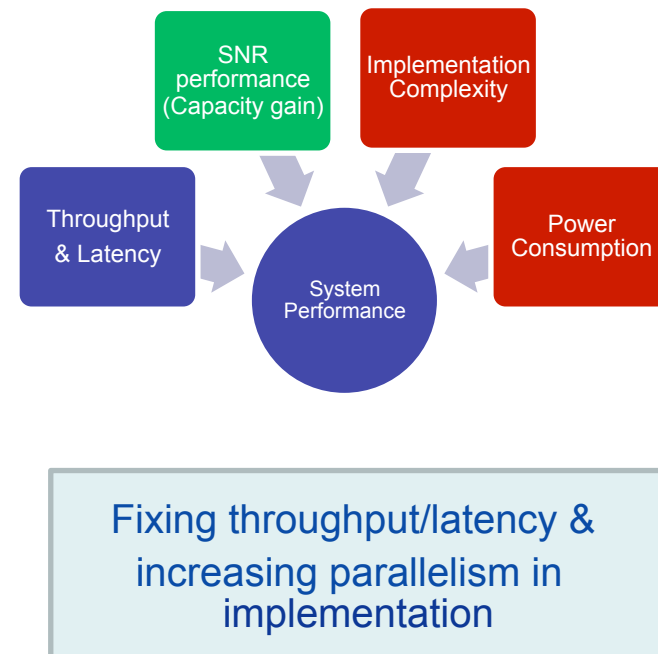 SNR
performance
(Capacity gain)
Implementation
Complexity
Throughput
& Latency
Power
Consumption
System
Performance
Fixing throughput/latency &
increasing parallelism in
implementation